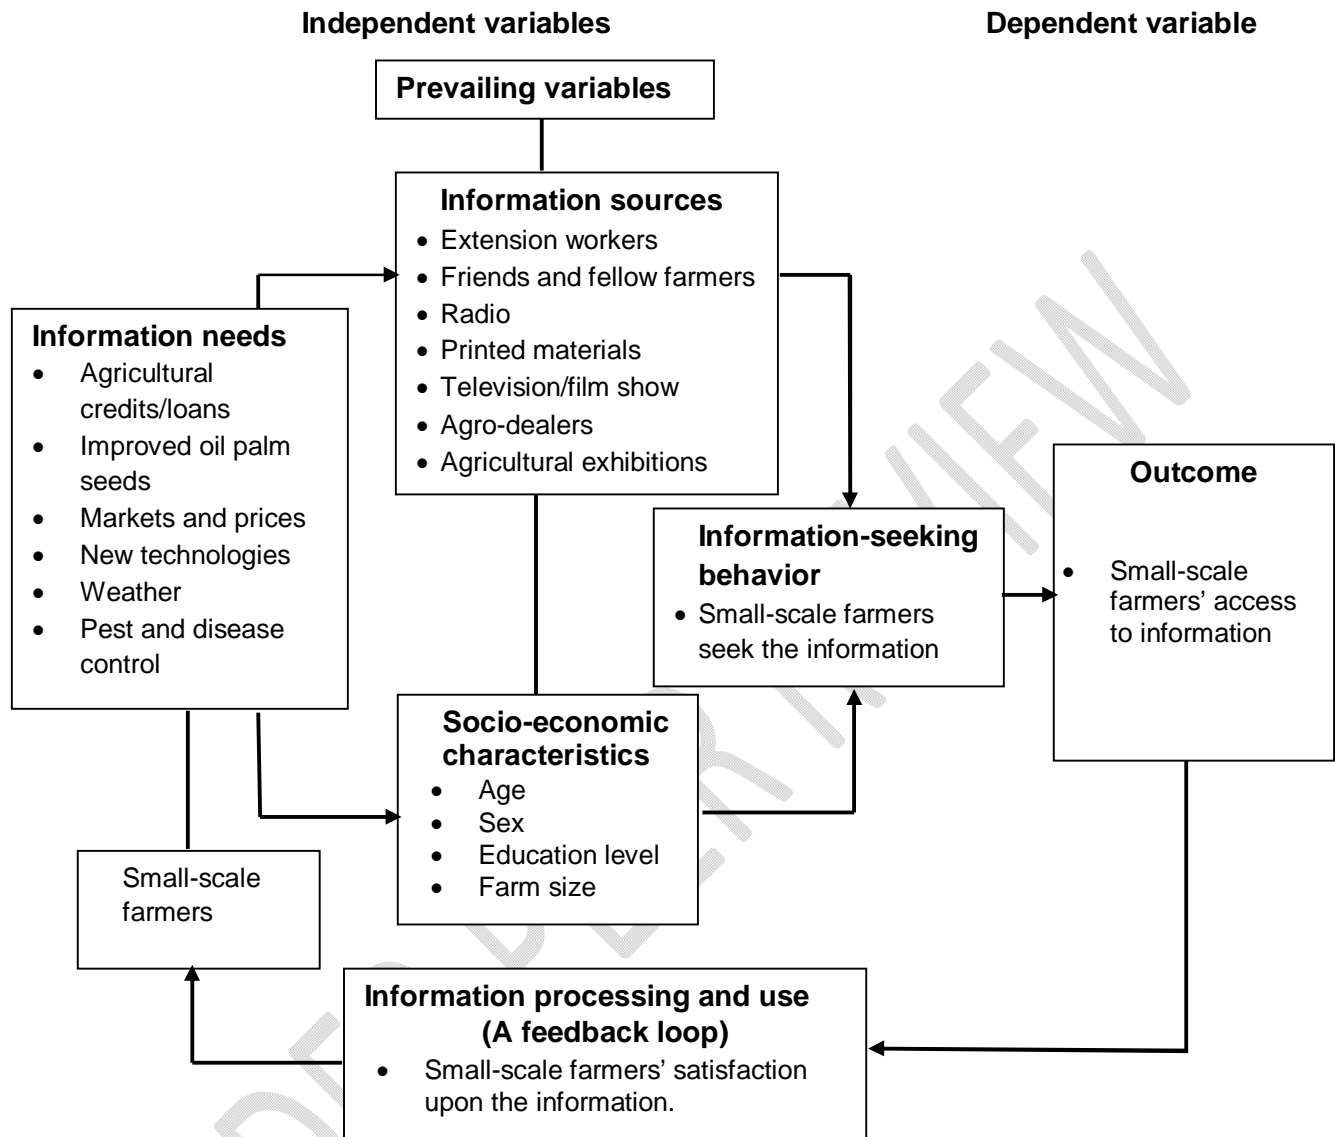 Independent variables
Dependent variable
Prevailing variables
Information sources
• Extension workers
• Friends and fellow farmers
• Radio
• Printed materials
• Television/film show
• Agro-dealers
• Agricultural exhibitions
Information needs
• Agricultural
credits/loans
• Improved oil palm
seeds
• Markets and prices
• New technologies
• Weather
• Pest and disease
control
Information-seeking
behavior
• Small-scale farmers
seek the information
Outcome
• Small-scale
farmers’ access
to information
Socio-economic
characteristics
• Age
• Sex
• Education level
• Farm size
Small-scale
farmers
Information processing and use
(A feedback loop)
• Small-scale farmers’ satisfaction
upon the information.